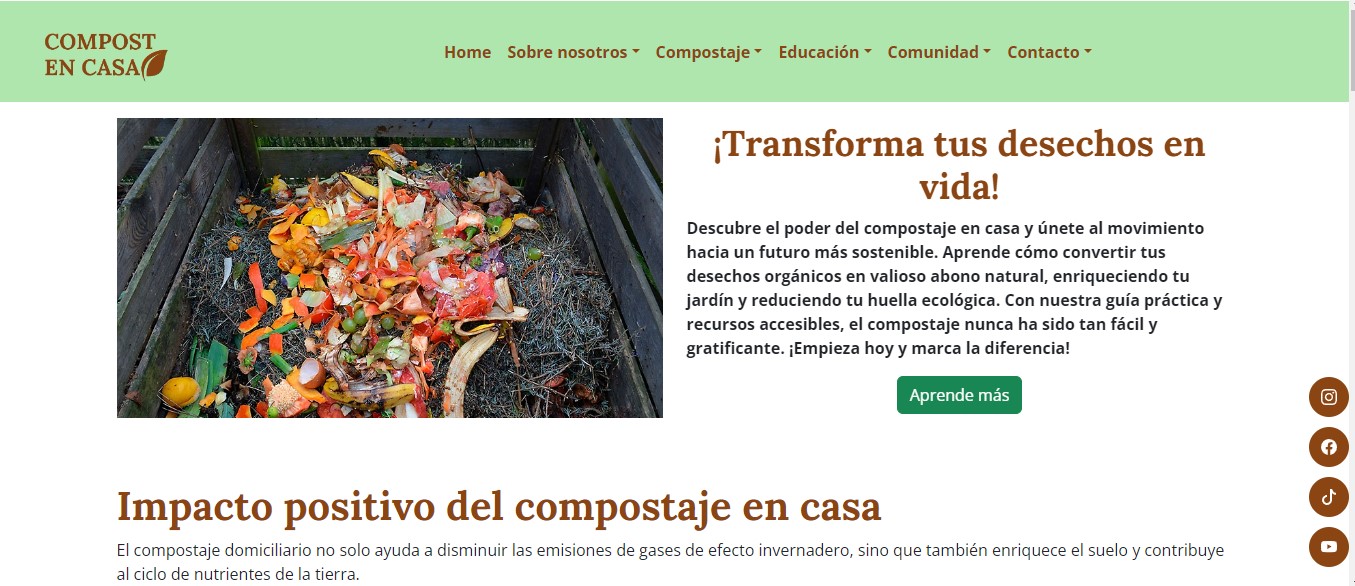 COMPOST
EN CASA
Home Sobre nosotros Compostaje Educación Comunidad Contacto
¡Transforma tus desechos en
vida!
Descubre el poder del compostaje en casa y únete al movimiento
hacia un futuro más sostenible. Aprende cómo convertir tus
desechos orgánicos en valioso abono natural, enriqueciendo tu
jardín y reduciendo tu huella ecológica. Con nuestra guía práctica y
recursos accesibles, el compostaje nunca ha sido tan fácil y
gratificante. ¡Empieza hoy y marca la diferencia!
Aprende más
Impacto positivo del compostaje en casa
El compostaje domiciliario no solo ayuda a disminuir las emisiones de gases de efecto invernadero, sino que también enriquece el suelo y contribuye
al ciclo de nutrientes de la tierra.